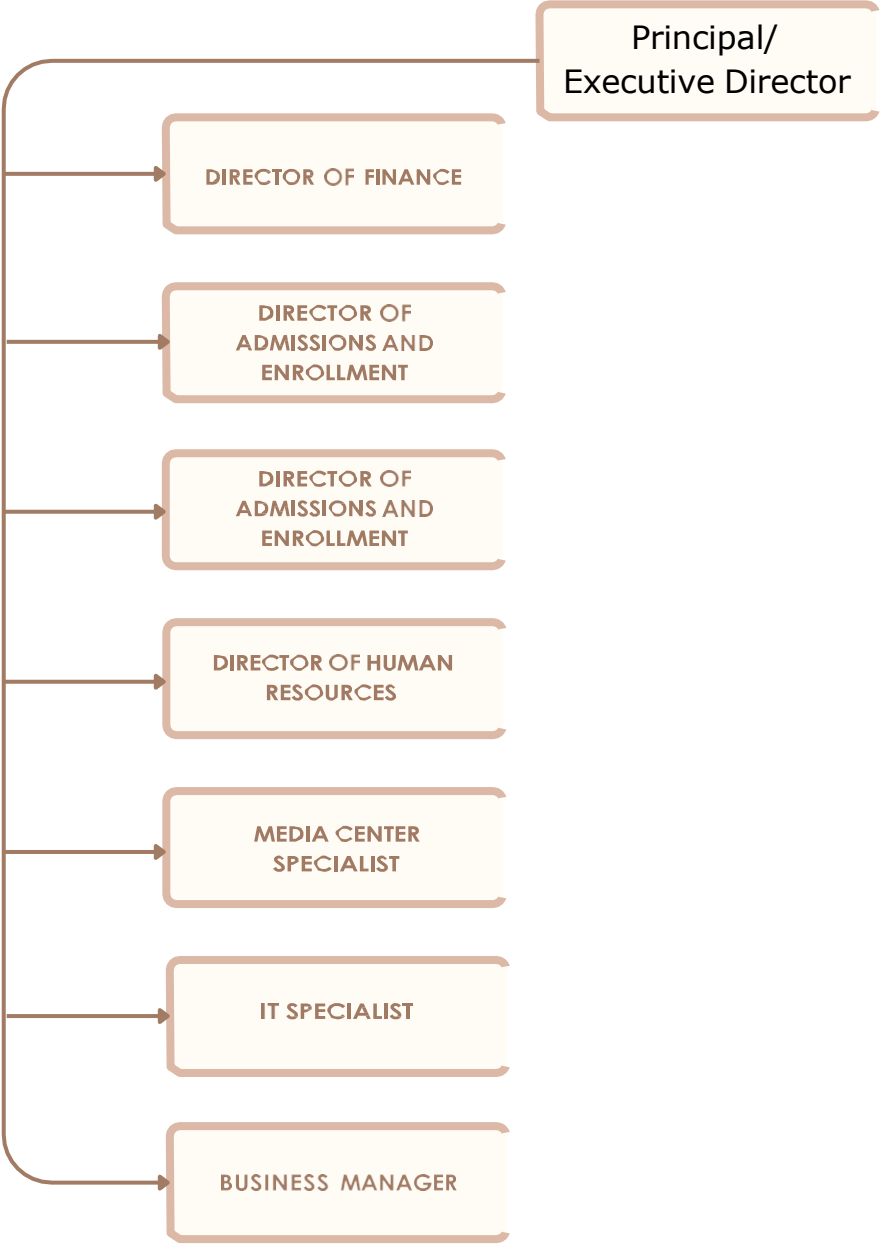 Principal/
Executive Director
DIRECTOR OF FINANCE
DIRECTOR OF
ADMISSIONS AND
ENROLLMENT
DIRECTOR OF
ADMISSIONS AND
ENROLLMENT
DIRECTOR OF HUMAN
RESOURCES
MEDIA CENTER
SPECIALIST
IT SPECIALIST
BUSINESS MANAGER